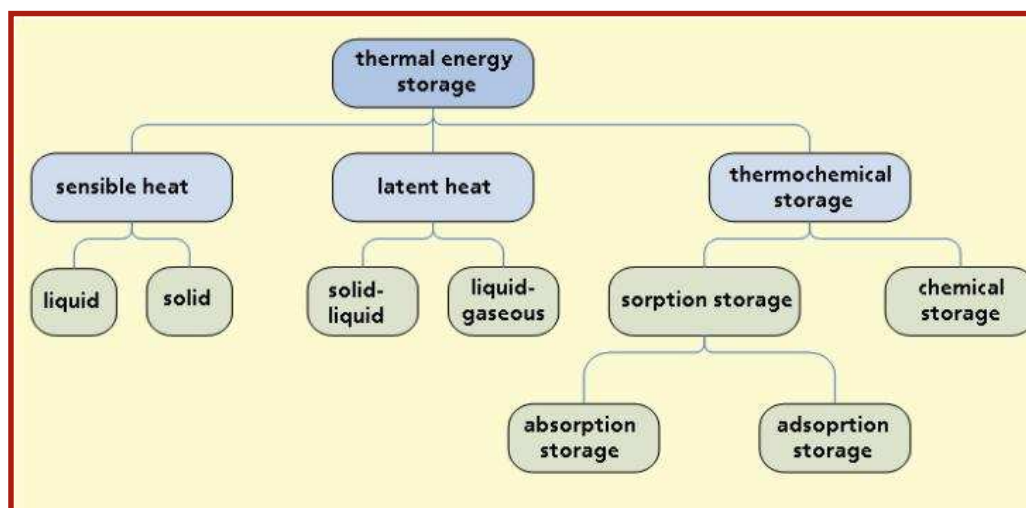 thermal energy
storage
sensible heat
latent heat
thermochemical
storage
liquid
solid
solid-
liquid
liquid-
gaseous
sorption storage
chemical
storage
absorption
storage
adsoprtion
storage